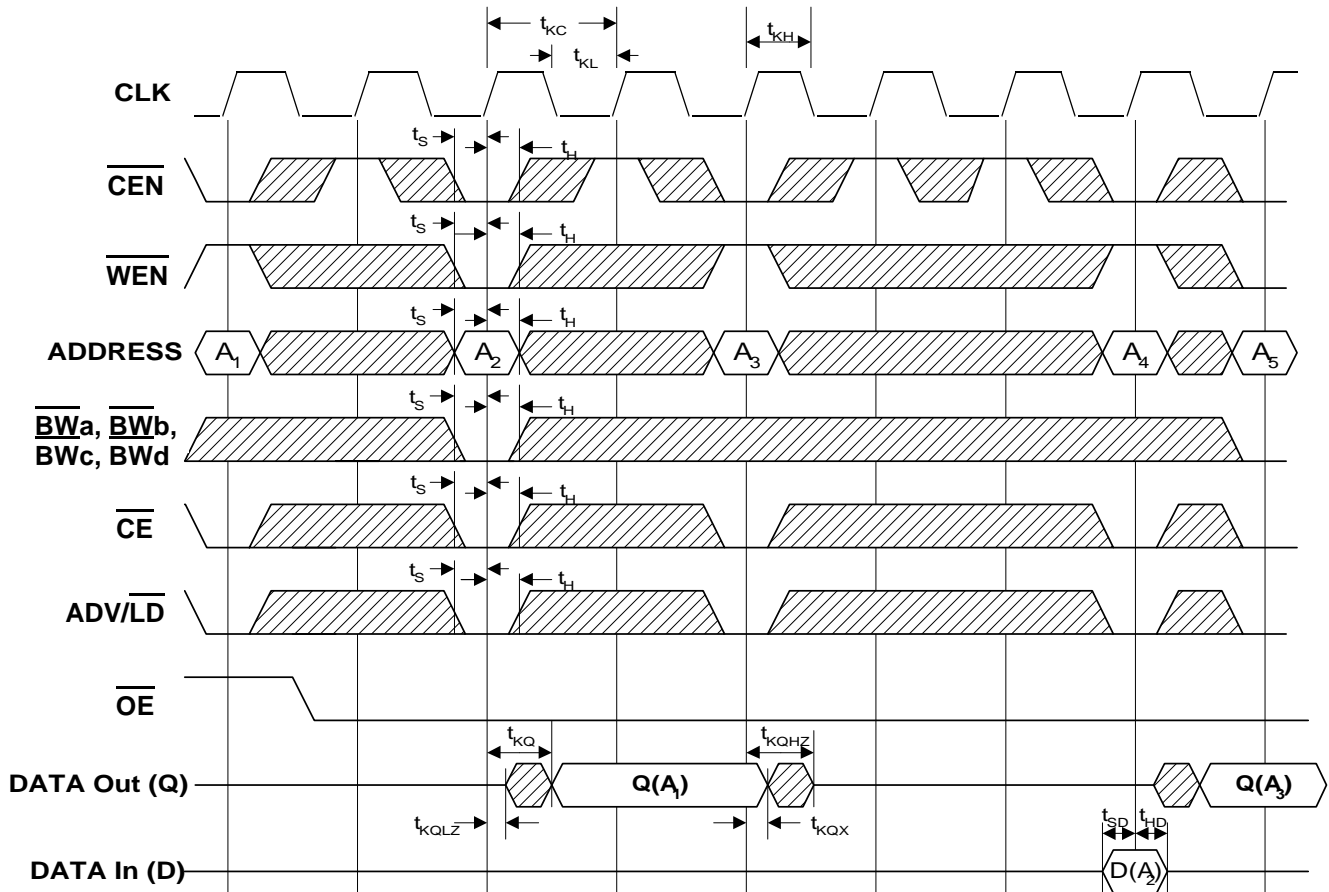 tKC
tKL
tKH
CLK
tS
tH
CEN
tS
tH
WEN
tS
tH
ADDRESS
A1
A2
A3
A4
A5
tS
tH
BWa, BWb,
BWc, BWd
tS
tH
CE
tS
tH
ADV/LD
OE
tKQ
tKQHZ
DATA Out (Q)
Q(A1)
Q(A3)
tKQLZ
tKQX
tSD
tHD
DATA In (D)
D(A2)